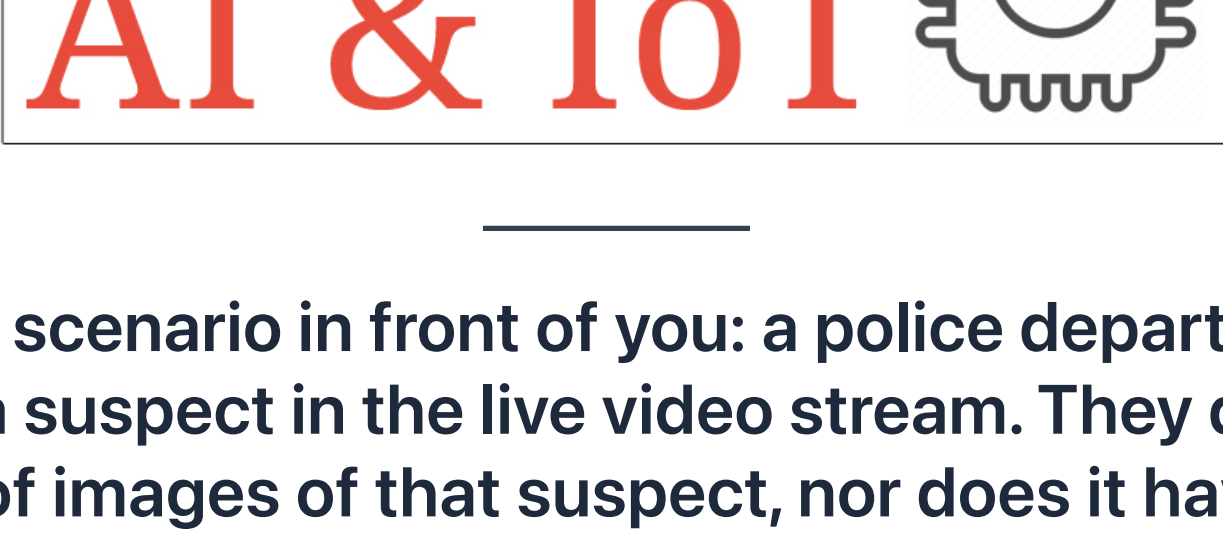 AI & IoT
scenario in front of you: a police depart
suspect in the live video stream. They
of images of that suspect, nor does it ha